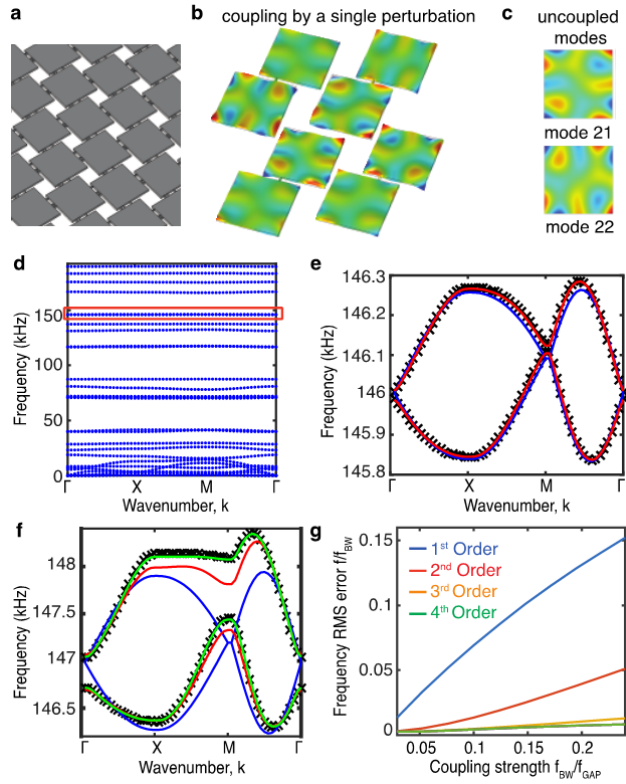 a
b
coupling by a single perturbation
c
uncoupled
modes
mode 21
mode 22
d
Frequency (kHz)
150
100
50
0
Γ X M Γ
Wavenumber, k
e
Frequency (kHz)
146.3
146.2
146.1
146
145.9
145.8
Γ X M Γ
Wavenumber, k
f
Frequency (kHz)
148
147.5
147
146.5
Γ X M Γ
Wavenumber, k
g
Frequency RMS error f/f_BW
0.15
0.1
0.05
0
1st Order
2nd Order
3rd Order
4th Order
0.05 0.1 0.15 0.2
Coupling strength f_BW/f_GAP